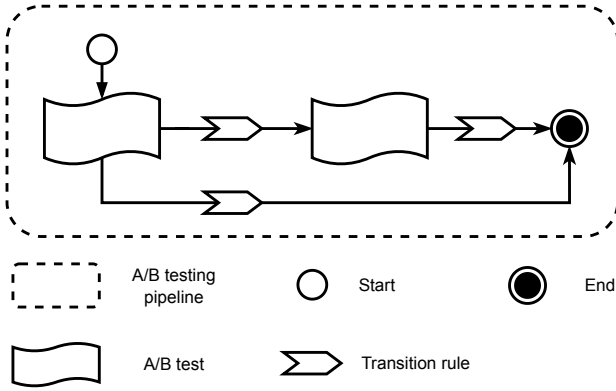 A/B testing
pipeline
Start
End
A/B test
Transition rule